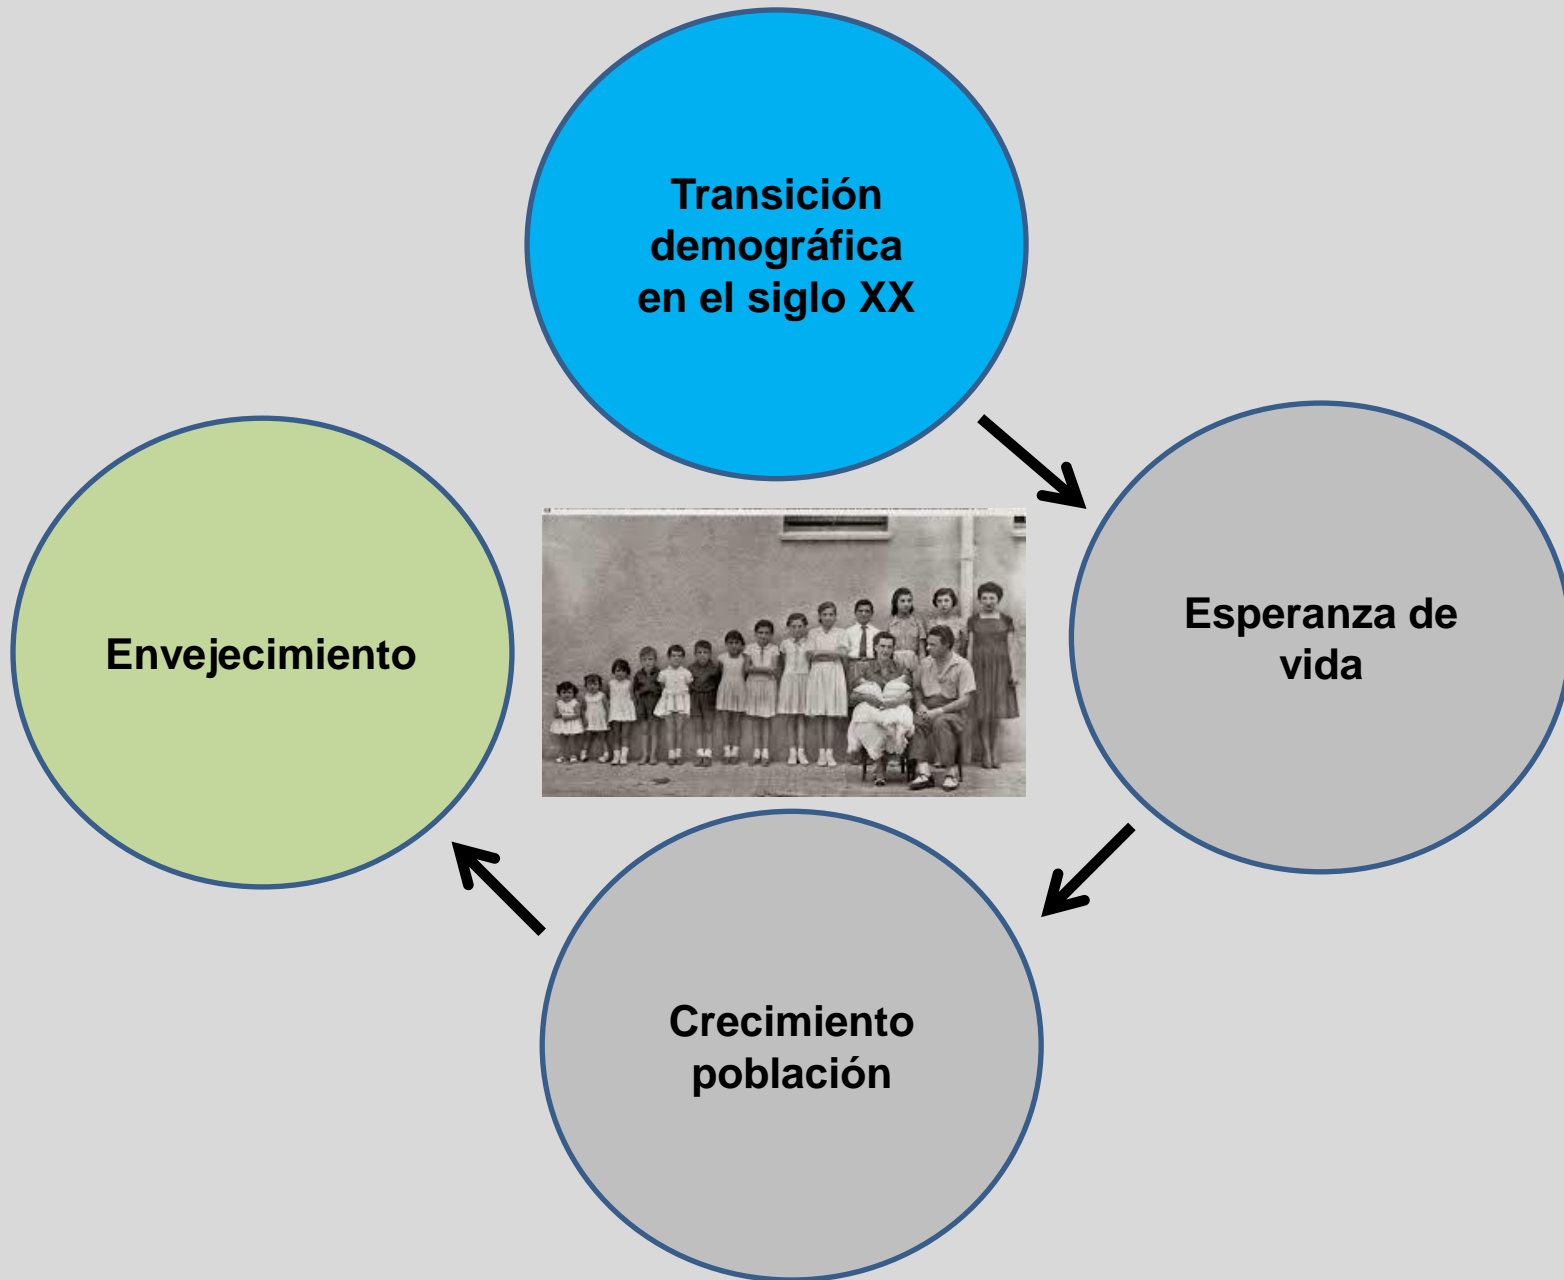 Transición
demográfica
en el siglo XX
Esperanza de
vida
Crecimiento
población
Envejecimiento